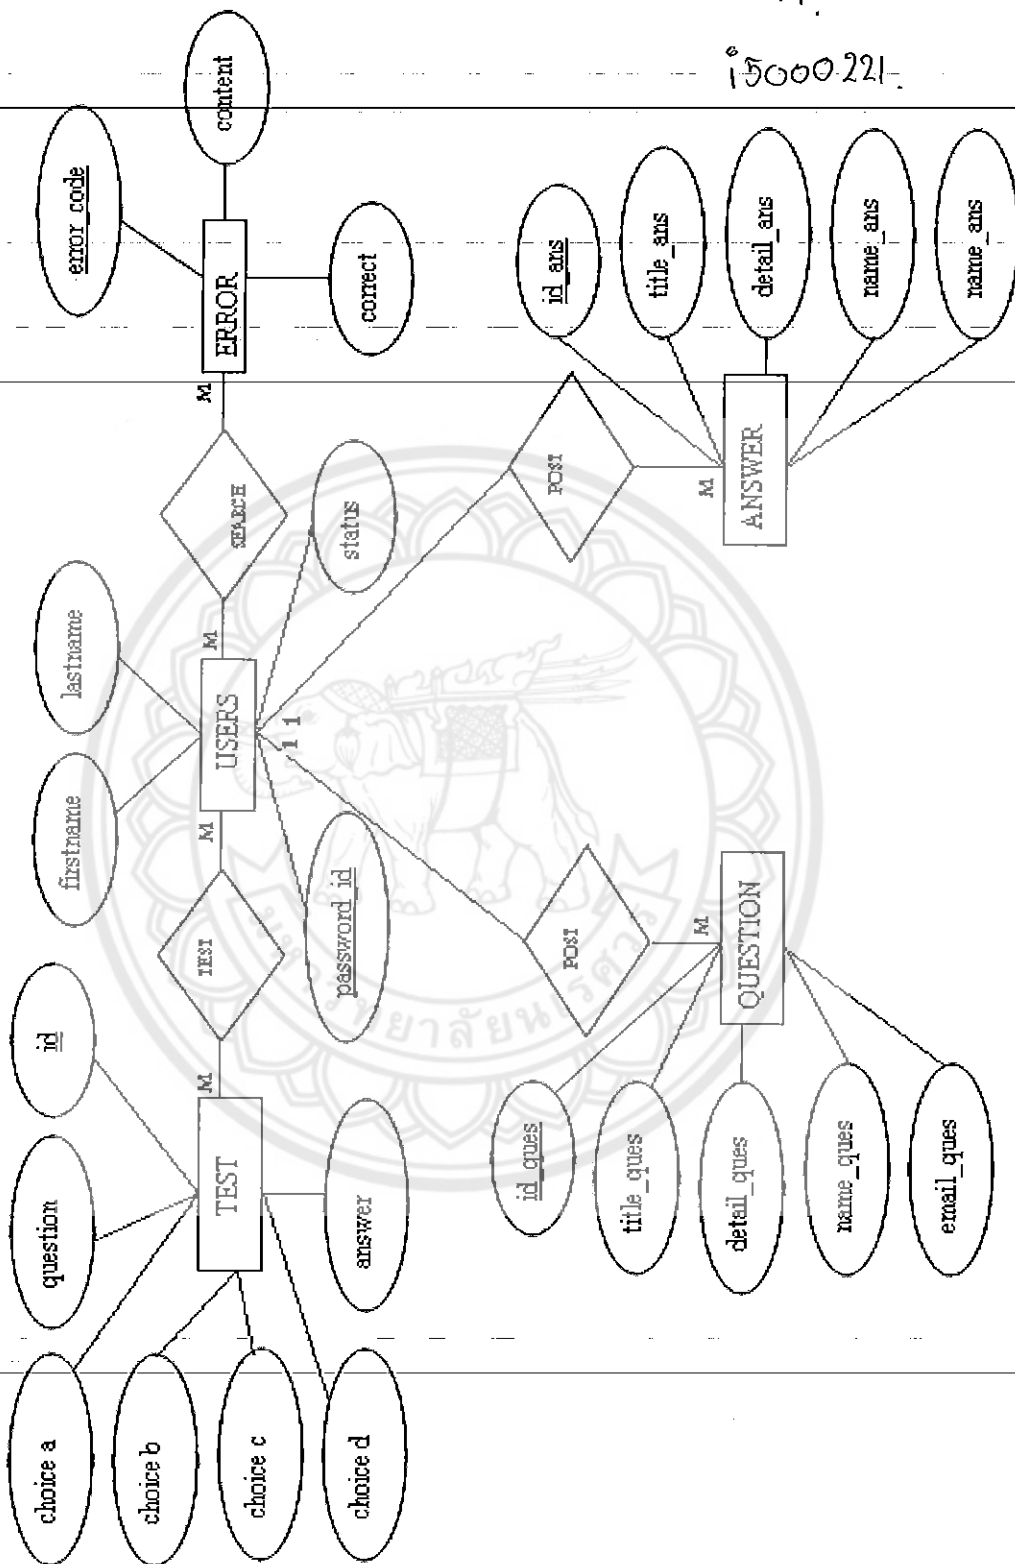 i5000221.
choice a
question
id
firstname
lastname
error_code
choice b
choice c
choice d
answer
TEST
M
TEST
M
USERS
M
SEARCH
M
ERROR
content
correct
password_id
status
1
1
POST
M
QUESTION
id_ques
title_ques
detail_ques
name_ques
email_ques
POST
M
ANSWER
id_ans
title_ans
detail_ans
name_ans
name_ans